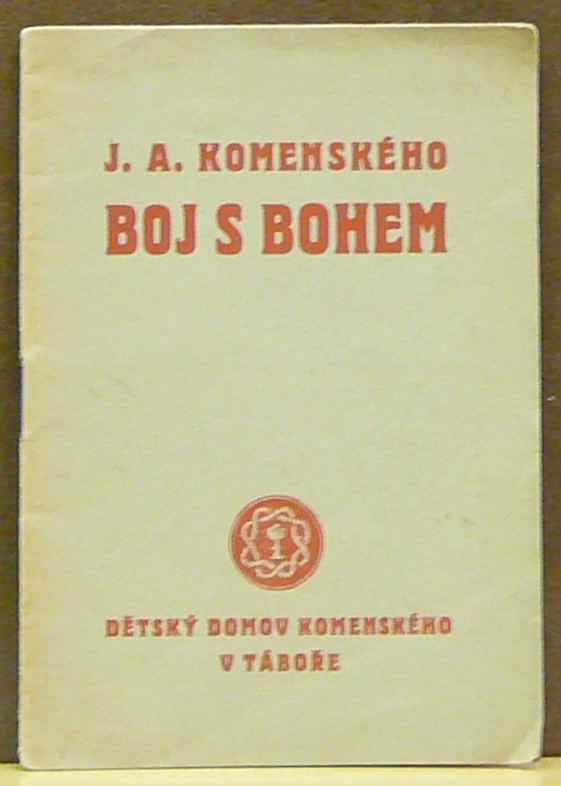 J. A. KOMENSKÉHO
BOJ S BOHEM
DĚTSKÝ DOMOV KOMENSKÉHO
V TÁBOŘE